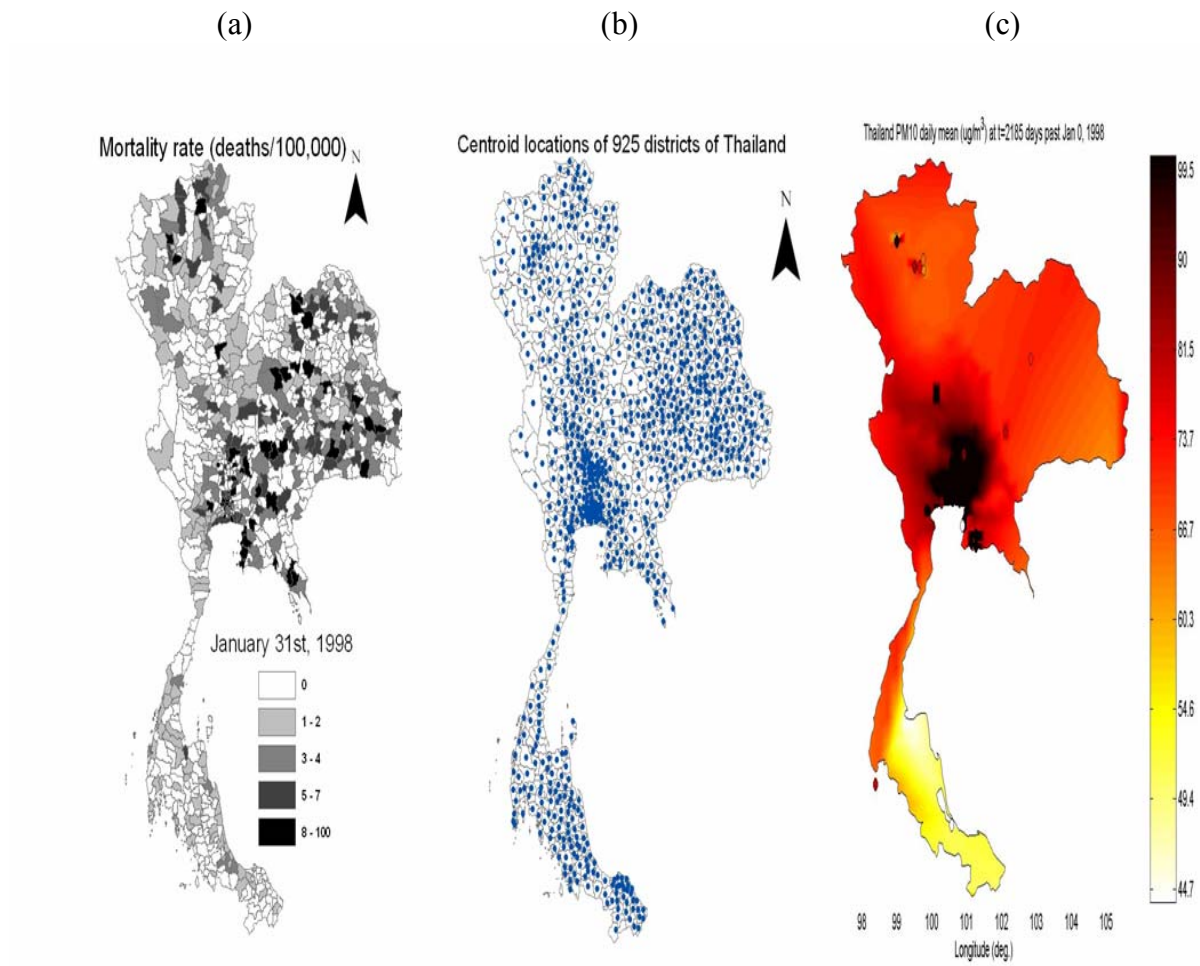 (a)
(b)
(c)
Mortality rate (deaths/100,000)
N
January 31st, 1998
0
1 - 2
3 - 4
5 - 7
8 - 100
Centroid locations of 925 districts of Thailand
N
Thailand PM10 daily mean (ug/m³) at t=2185 days past Jan 0, 1998
99.5
90
81.5
73.7
66.7
60.3
54.6
49.4
44.7
98 99 100 101 102 103 104 105
Longitude (deg.)